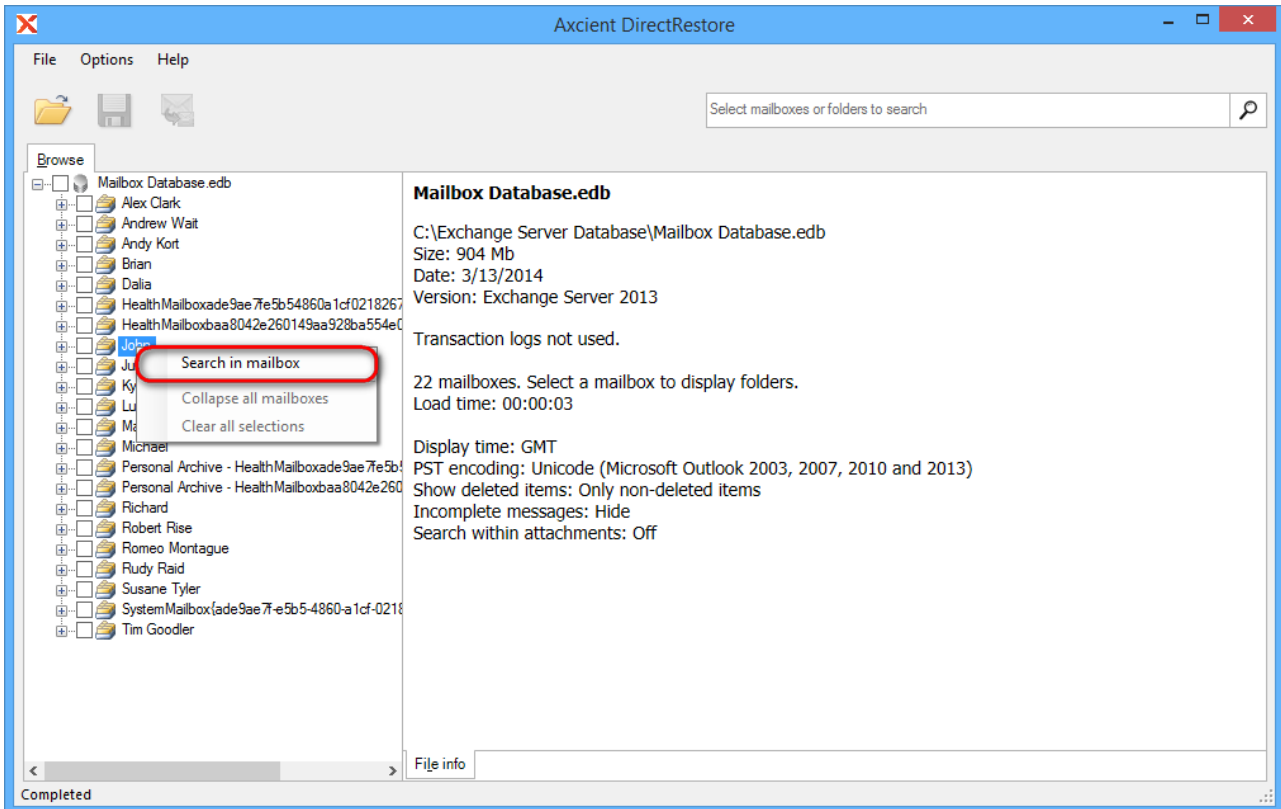 Axcient DirectRestore
File Options Help
Select mailboxes or folders to search
Browse
Mailbox Database.edb
Alex Clark
Andrew Wait
Andy Kort
Brian
Dalia
HealthMailboxade9ae7fe5b54860a1cf0218267
HealthMailboxbaa8042e260149aa928ba554e0
John
Ju
Ky
Lu
Ma
Michael
Personal Archive - HealthMailboxade9ae7fe5b5
Personal Archive - HealthMailboxbaa8042e260
Richard
Robert Rise
Romeo Montague
Rudy Raid
Susane Tyler
SystemMailbox{ade9ae7f-e5b5-4860-a1cf-0218
Tim Goodler
Search in mailbox
Collapse all mailboxes
Clear all selections
Mailbox Database.edb
C:\Exchange Server Database\Mailbox Database.edb
Size: 904 Mb
Date: 3/13/2014
Version: Exchange Server 2013
Transaction logs not used.
22 mailboxes. Select a mailbox to display folders.
Load time: 00:00:03
Display time: GMT
PST encoding: Unicode (Microsoft Outlook 2003, 2007, 2010 and 2013)
Show deleted items: Only non-deleted items
Incomplete messages: Hide
Search within attachments: Off
File info
Completed